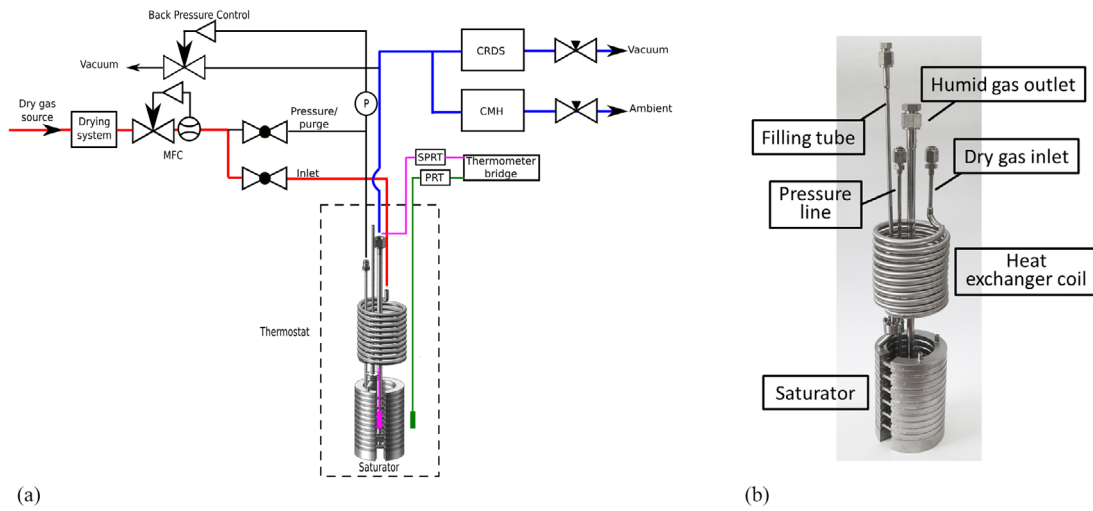 Back Pressure Control
Vacuum
Dry gas
source
Drying
system
MFC
Pressure/
purge
Inlet
P
CRDS
Vacuum
CMH
Ambient
SPRT
PRT
Thermometer
bridge
Thermostat
Saturator
(a)
Filling tube
Humid gas outlet
Pressure
line
Dry gas inlet
Heat
exchanger coil
Saturator
(b)